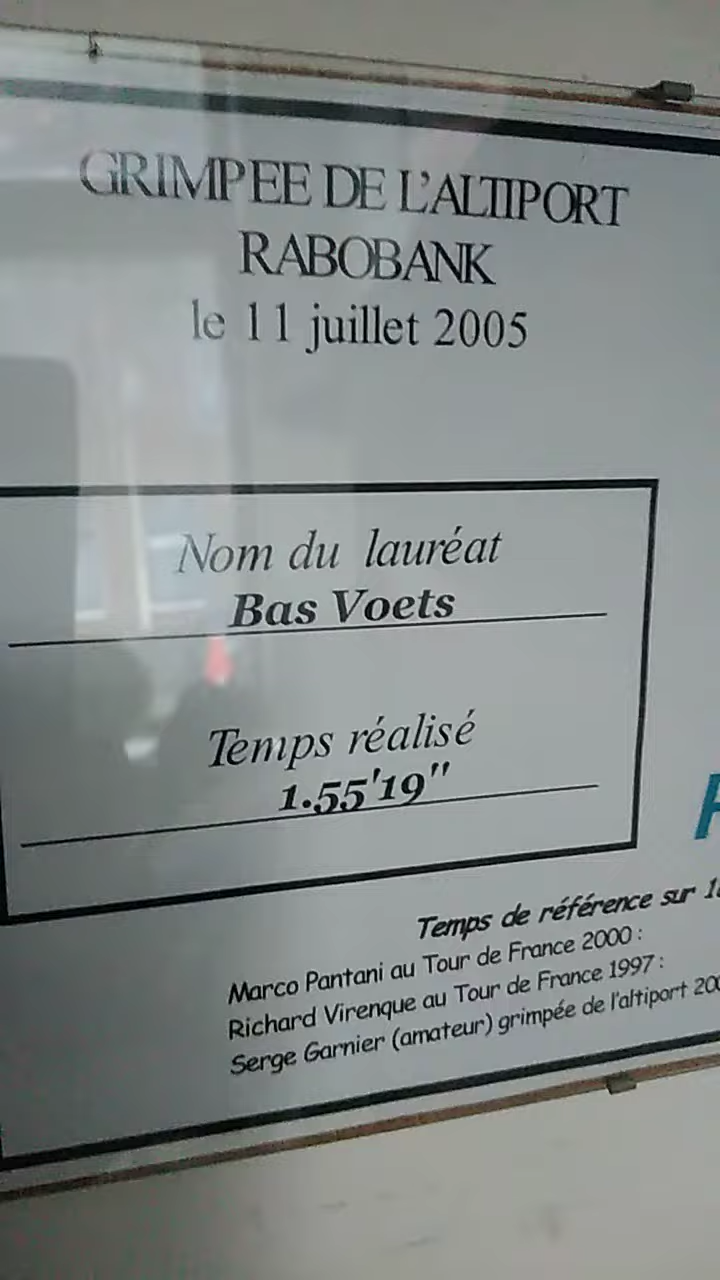 GRIMPEE DE L'ALTIPORT
RABOBANK
le 11 juillet 2005
Nom du lauréat
Bas Voets
Temps réalisé
1.55'19"
Temps de référence sur
Marco Pantani au Tour de France 2000 :
Richard Virenque au Tour de France 1997 :
Serge Garnier (amateur) grimpée de l'altiport